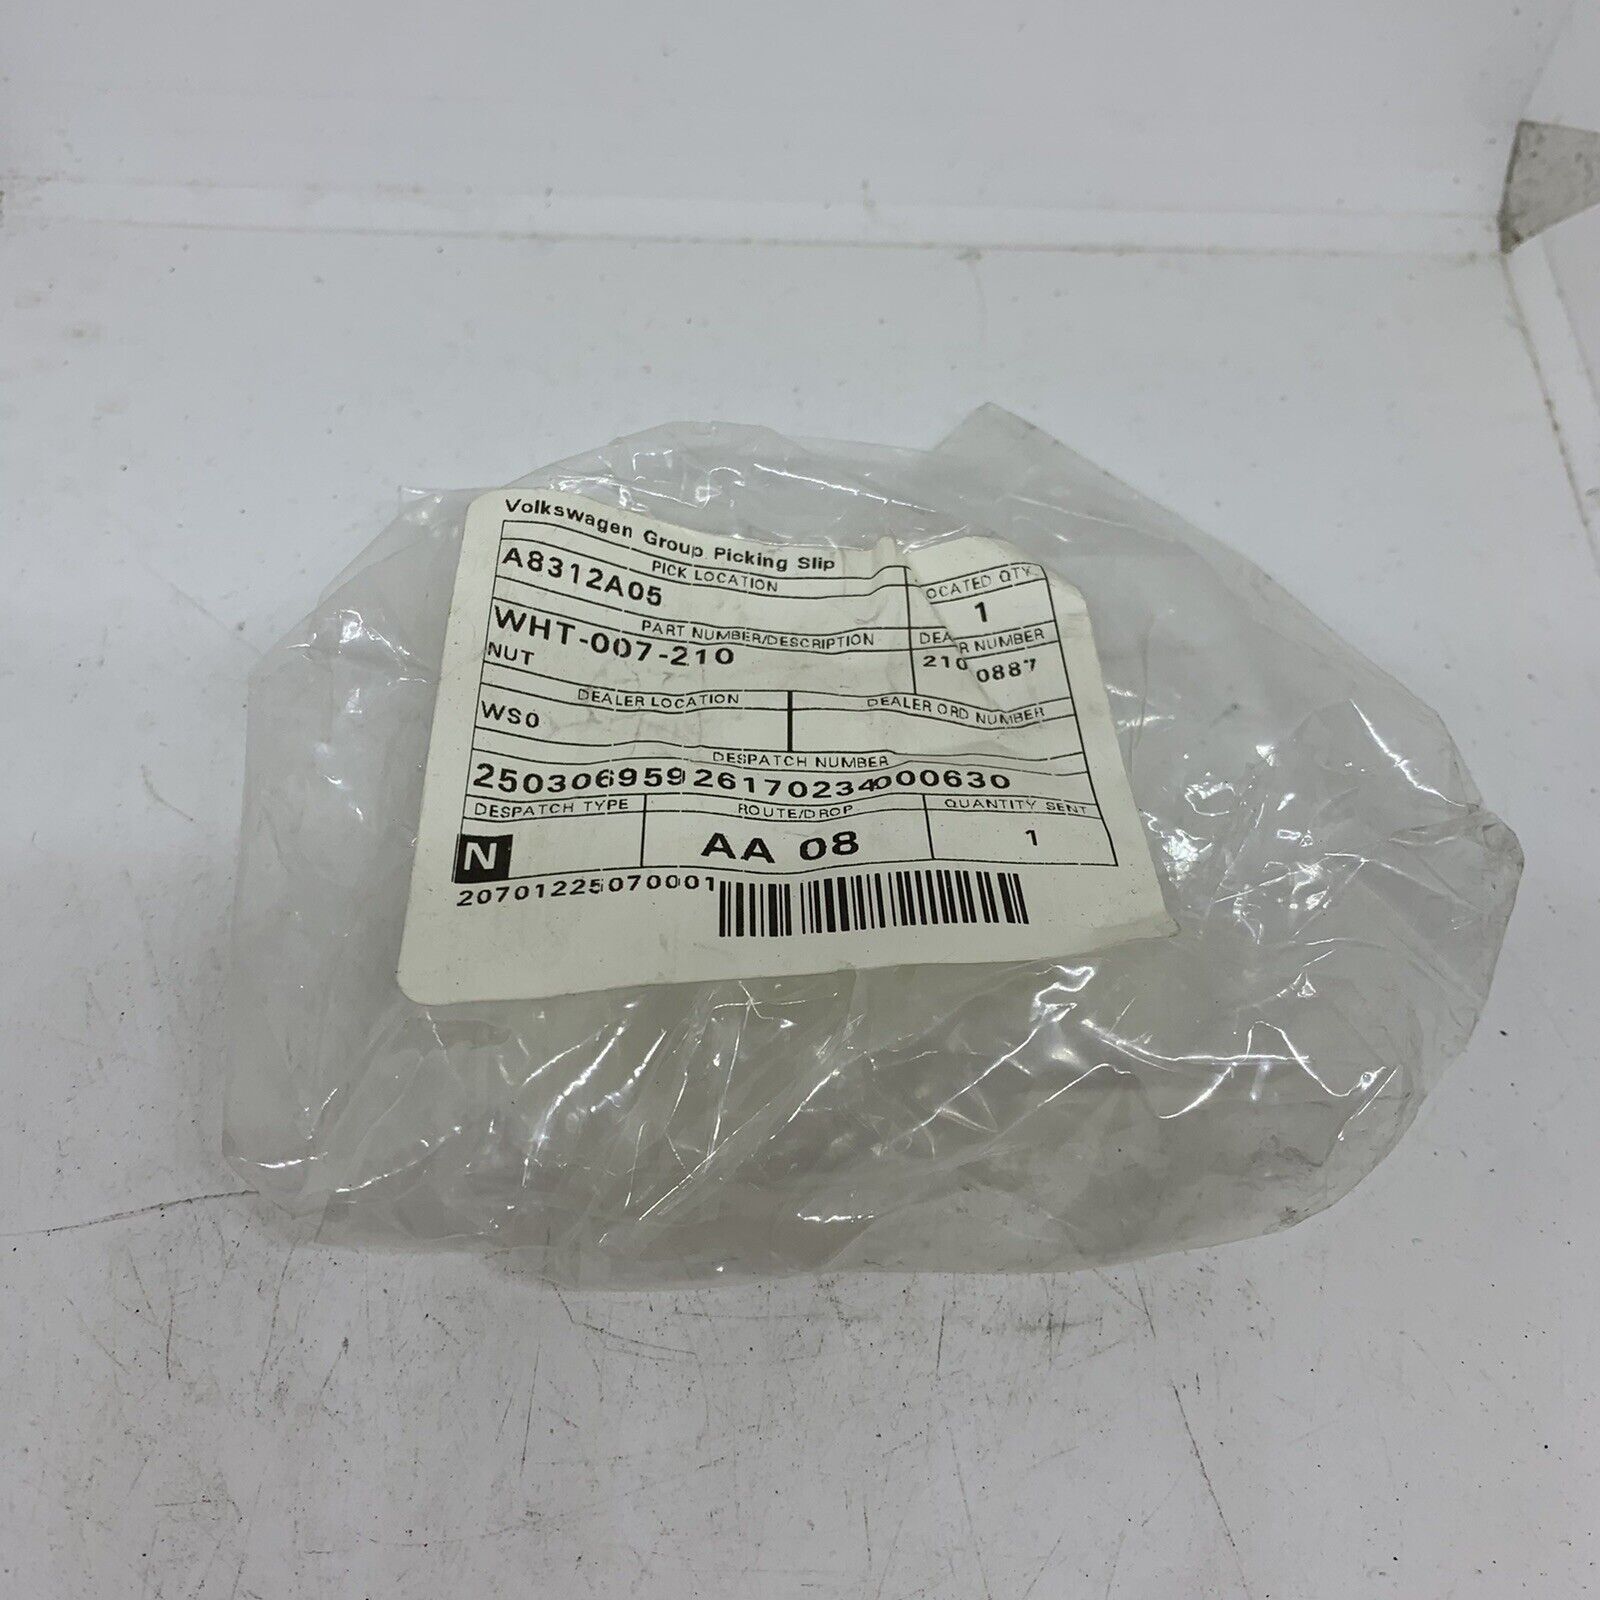 Volkswagen Group Picking Slip
PICK LOCATION
OCATED QTY.
A8312A05
1
PART NUMBER/DESCRIPTION
DEA R NUMBER
WHT-007-210
210 0887
NUT
DEALER LOCATION
DEALER ORD NUMBER
WS0
DESPATCH NUMBER
25030695926170234000630
DESPATCH TYPE
ROUTE/DROP
QUANTITY SENT
N
AA 08
1
20701225070001